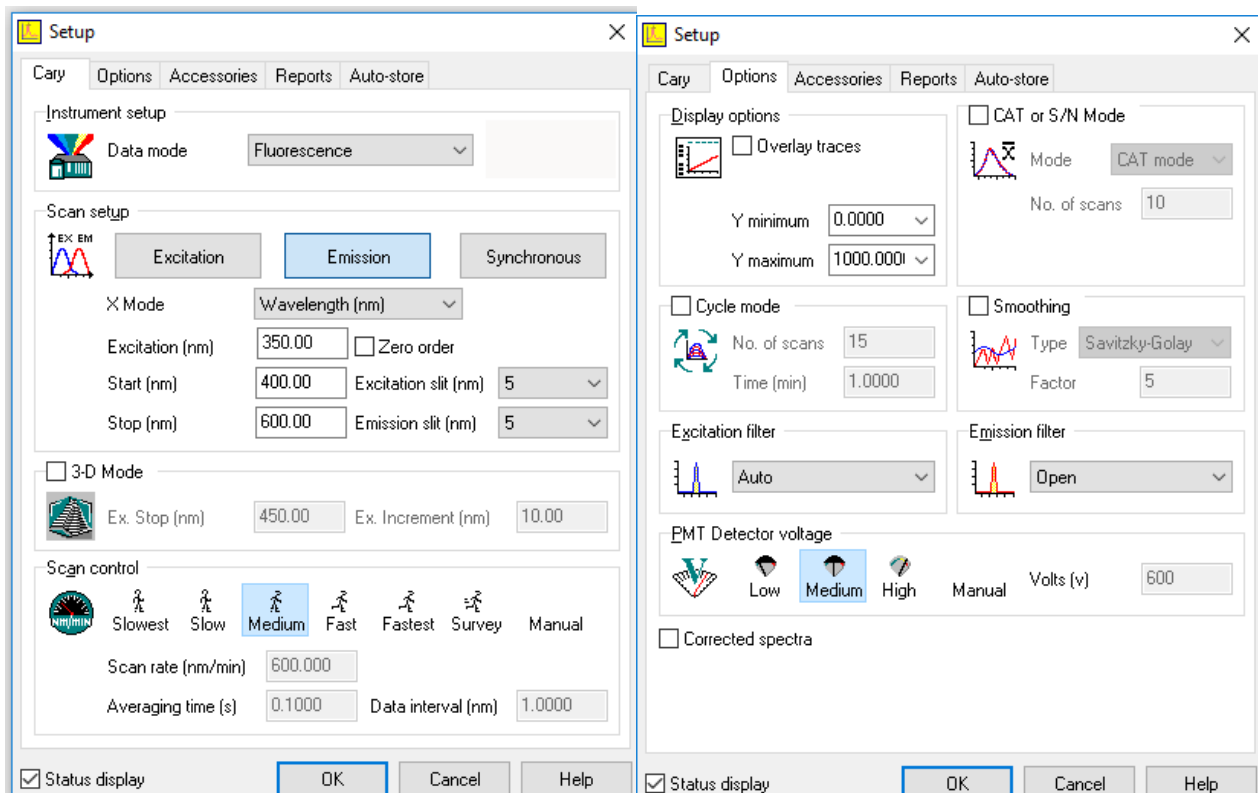 Setup
Cary Options Accessories Reports Auto-store
Instrument setup
Data mode Fluorescence
Scan setup
EX EM
Excitation Emission Synchronous
X Mode Wavelength (nm)
Excitation (nm) 350.00 Zero order
Start (nm) 400.00 Excitation slit (nm) 5
Stop (nm) 600.00 Emission slit (nm) 5
3-D Mode
Ex. Stop (nm) 450.00 Ex. Increment (nm) 10.00
Scan control
NM/MIN
Slowest Slow Medium Fast Fastest Survey Manual
Scan rate (nm/min) 600.000
Averaging time (s) 0.1000 Data interval (nm) 1.0000
Status display OK Cancel Help
Setup
Cary Options Accessories Reports Auto-store
Display options
Overlay traces
Y minimum 0.0000
Y maximum 1000.000
CAT or S/N Mode
X
Mode CAT mode
No. of scans 10
Cycle mode
No. of scans 15
Time (min) 1.0000
Smoothing
Type Savitzky-Golay
Factor 5
Excitation filter
Auto
Emission filter
Open
PMT Detector voltage
V
Low Medium High Manual Volts (v) 600
Corrected spectra
Status display OK Cancel Help